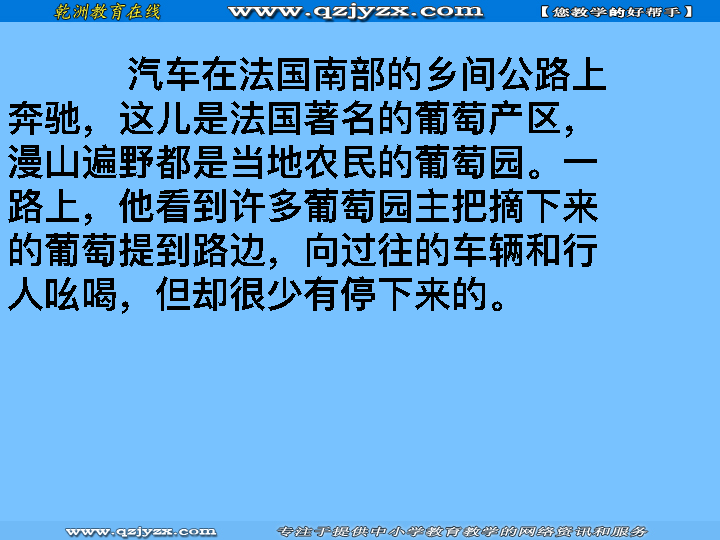 乾洲教育在线 www.qzjyzx.com 【您教学的好帮手】
汽车在法国南部的乡间公路上
奔驰，这儿是法国著名的葡萄产区，
漫山遍野都是当地农民的葡萄园。一
路上，他看到许多葡萄园主把摘下来
的葡萄提到路边，向过往的车辆和行
人吆喝，但却很少有停下来的。
www.qzjyzx.com 专注于提供中小学教育教学的网络资讯和服务